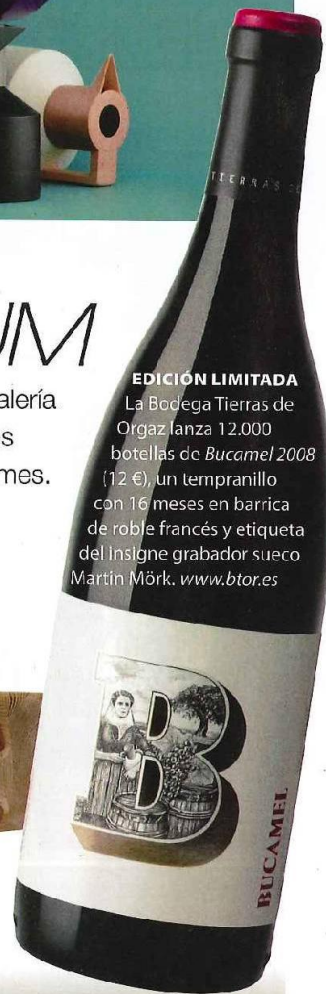 TIERRAS
UM
alería
s
mes.
EDICIÓN LIMITADA
La Bodega Tierras de
Orgaz lanza 12.000
botellas de Bucamel 2008
(12 €), un tempranillo
con 16 meses en barrica
de roble francés y etiqueta
del insigne grabador sueco
Martin Mörk. www.btor.es
B
BUCAMEL